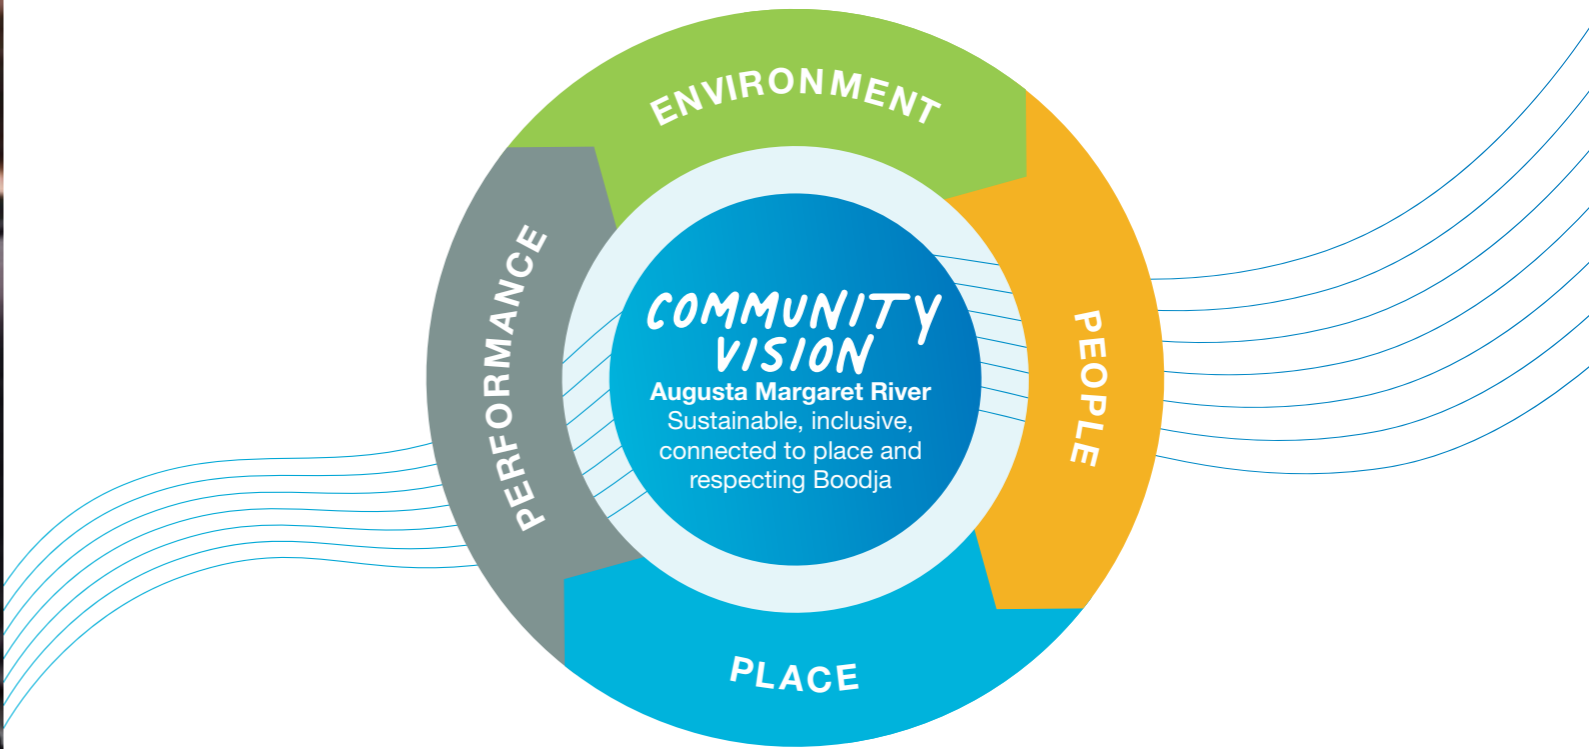 ENVIRONMENT
PEOPLE
PLACE
PERFORMANCE
COMMUNITY
VISION
Augusta Margaret River
Sustainable, inclusive,
connected to place and
respecting Boodja